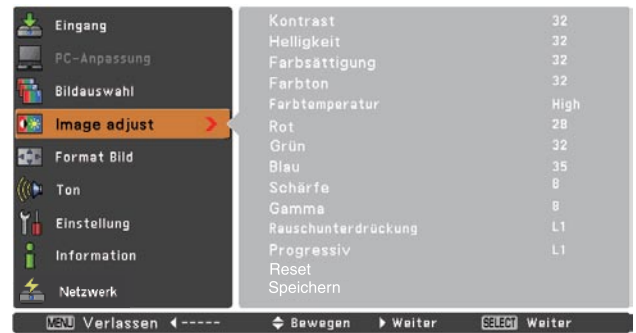 Eingang
PC-Anpassung
Bildauswahl
Image adjust
Format Bild
Ton
Einstellung
Information
Netzwerk
Kontrast 32
Helligkeit 32
Farbsättigung 32
Farbton 32
Farbtemperatur High
Rot 28
Grün 32
Blau 35
Schärfe 8
Gamma 8
Rauschunterdrückung L1
Progressiv L1
Reset
Speichern
MENU Verlassen ◀----- Bewegen ▶ Weiter SELECT Weiter